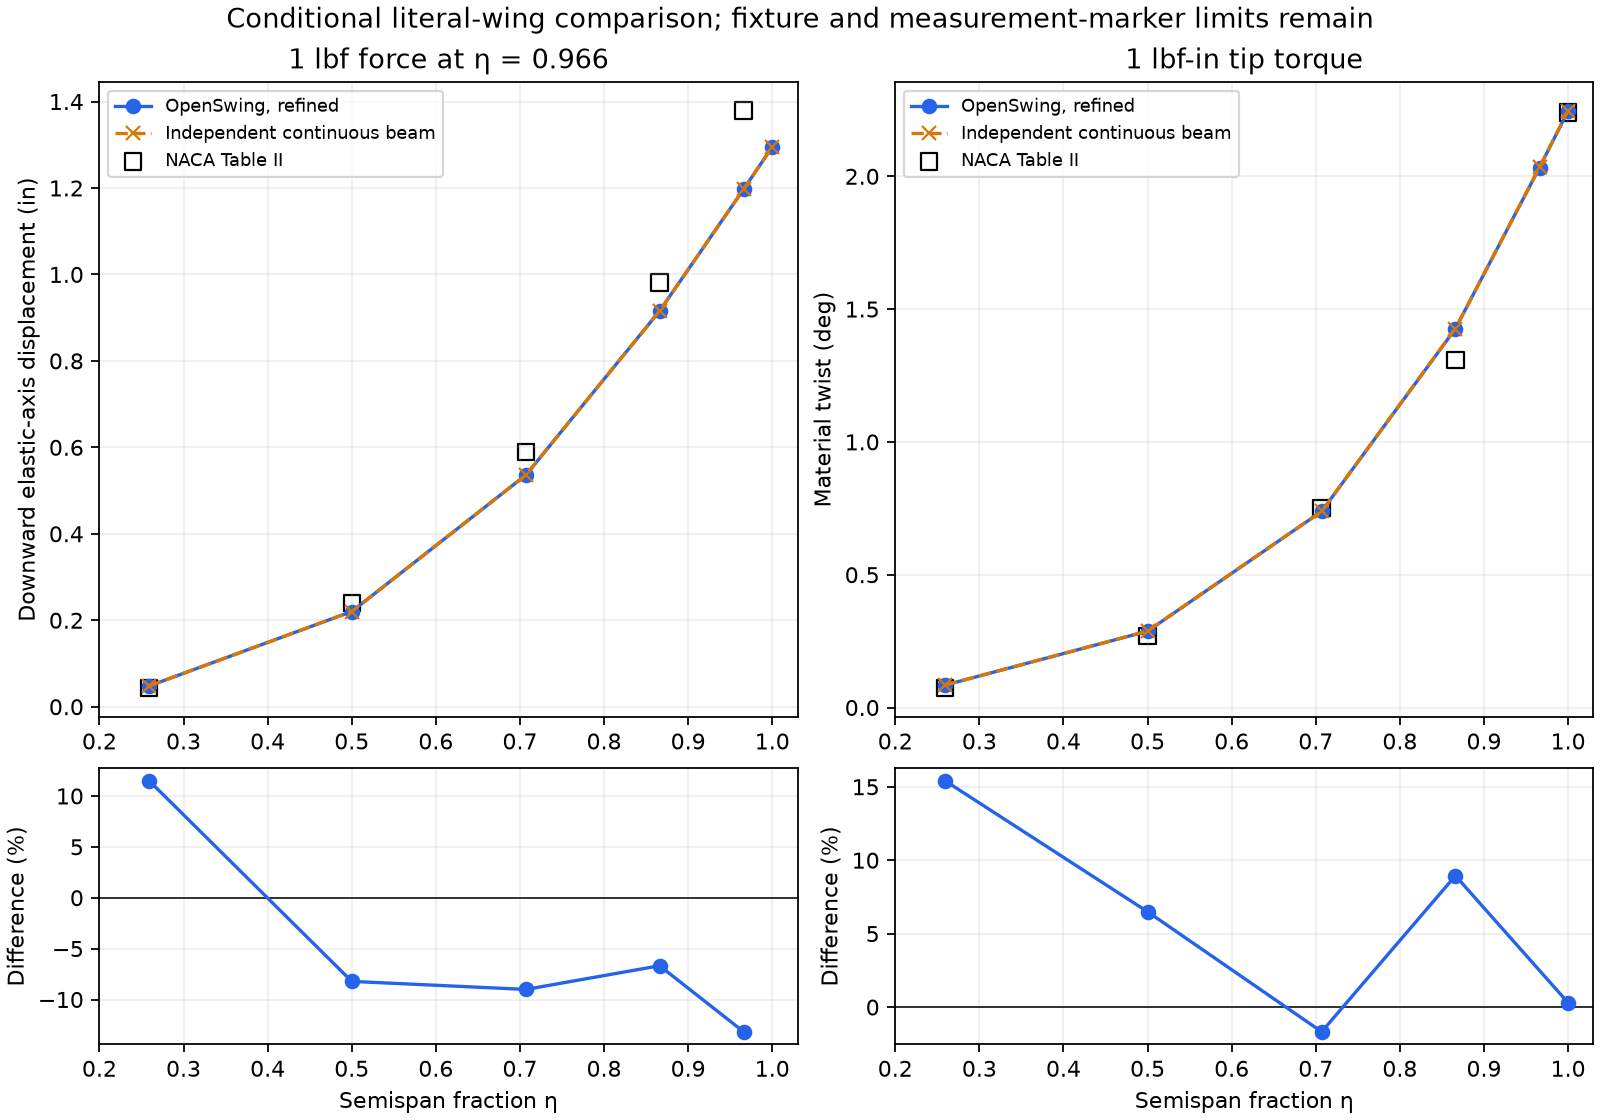 Conditional literal-wing comparison; fixture and measurement-marker limits remain
1 lbf force at η = 0.966
OpenSwing, refined
Independent continuous beam
NACA Table II
Downward elastic-axis displacement (in)
1.4
1.2
1.0
0.8
0.6
0.4
0.2
0.0
0.2 0.3 0.4 0.5 0.6 0.7 0.8 0.9 1.0
1 lbf-in tip torque
OpenSwing, refined
Independent continuous beam
NACA Table II
Material twist (deg)
2.0
1.5
1.0
0.5
0.0
0.2 0.3 0.4 0.5 0.6 0.7 0.8 0.9 1.0
Difference (%)
10
5
0
−5
−10
0.2 0.3 0.4 0.5 0.6 0.7 0.8 0.9 1.0
Semispan fraction η
Difference (%)
15
10
5
0
0.2 0.3 0.4 0.5 0.6 0.7 0.8 0.9 1.0
Semispan fraction η